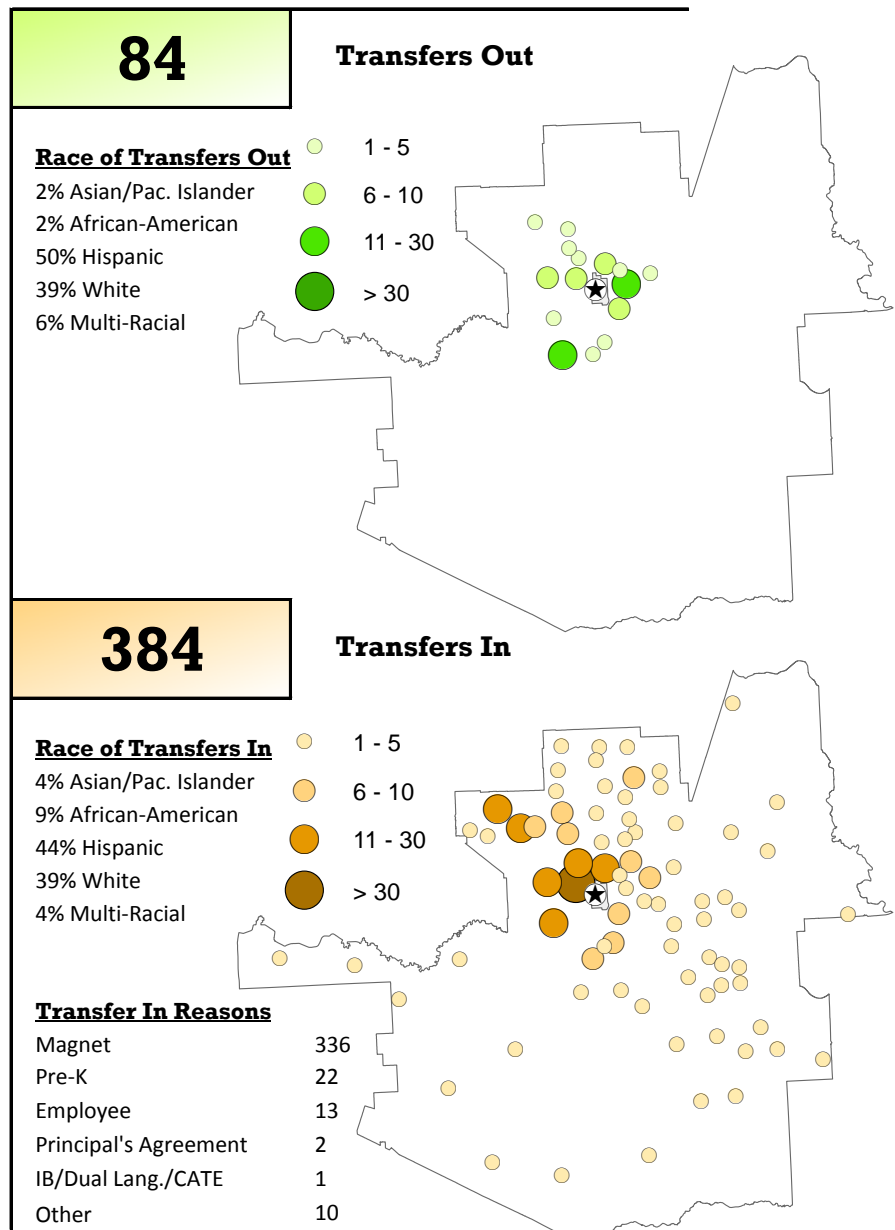 84
Transfers Out
Race of Transfers Out
2% Asian/Pac. Islander
2% African-American
50% Hispanic
39% White
6% Multi-Racial
1 - 5
6 - 10
11 - 30
> 30
384
Transfers In
Race of Transfers In
4% Asian/Pac. Islander
9% African-American
44% Hispanic
39% White
4% Multi-Racial
1 - 5
6 - 10
11 - 30
> 30
Transfer In Reasons
Magnet 336
Pre-K 22
Employee 13
Principal's Agreement 2
IB/Dual Lang./CATE 1
Other 10